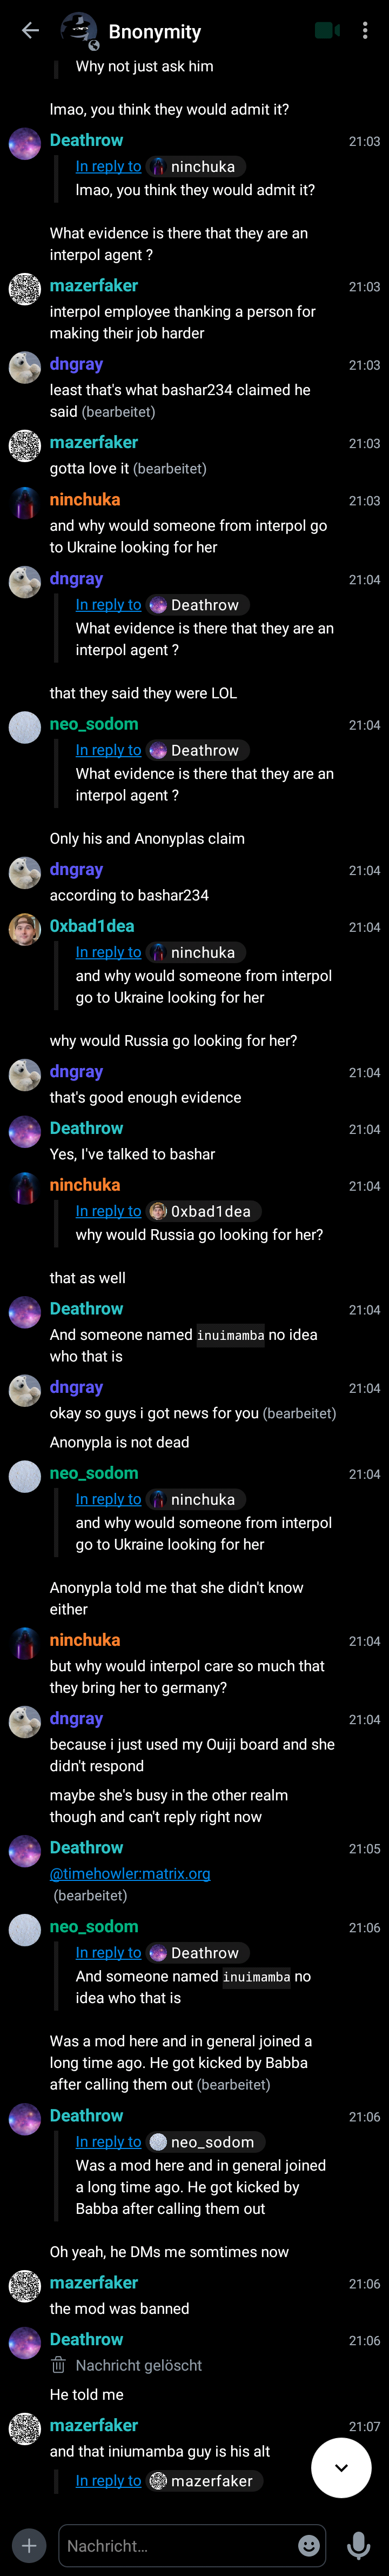 Bnonymity
Why not just ask him
lmao, you think they would admit it?
Deathrow 21:03
In reply to ninchuka
lmao, you think they would admit it?
What evidence is there that they are an
interpol agent ?
mazerfaker 21:03
interpol employee thanking a person for
making their job harder
dngray 21:03
least that's what bashar234 claimed he
said (bearbeitet)
mazerfaker 21:03
gotta love it (bearbeitet)
ninchuka 21:03
and why would someone from interpol go
to Ukraine looking for her
dngray 21:04
In reply to Deathrow
What evidence is there that they are an
interpol agent ?
that they said they were LOL
neo_sodom 21:04
In reply to Deathrow
What evidence is there that they are an
interpol agent ?
Only his and Anonyplas claim
dngray 21:04
according to bashar234
0xbad1dea 21:04
In reply to ninchuka
and why would someone from interpol
go to Ukraine looking for her
why would Russia go looking for her?
dngray 21:04
that's good enough evidence
Deathrow 21:04
Yes, I've talked to bashar
ninchuka 21:04
In reply to 0xbad1dea
why would Russia go looking for her?
that as well
Deathrow 21:04
And someone named inuimamba no idea
who that is
dngray 21:04
okay so guys i got news for you (bearbeitet)
Anonypla is not dead
neo_sodom 21:04
In reply to ninchuka
and why would someone from interpol
go to Ukraine looking for her
Anonypla told me that she didn't know
either
ninchuka 21:04
but why would interpol care so much that
they bring her to germany?
dngray 21:04
because i just used my Ouiji board and she
didn't respond
maybe she's busy in the other realm
though and can't reply right now
Deathrow 21:05
@timehowler:matrix.org
(bearbeitet)
neo_sodom 21:06
In reply to Deathrow
And someone named inuimamba no
idea who that is
Was a mod here and in general joined a
long time ago. He got kicked by Babba
after calling them out (bearbeitet)
Deathrow 21:06
In reply to neo_sodom
Was a mod here and in general joined
a long time ago. He got kicked by
Babba after calling them out
Oh yeah, he DMs me somtimes now
mazerfaker 21:06
the mod was banned
Deathrow 21:06
Nachricht gelöscht
He told me
mazerfaker 21:07
and that iniumamba guy is his alt
In reply to mazerfaker
Nachricht…